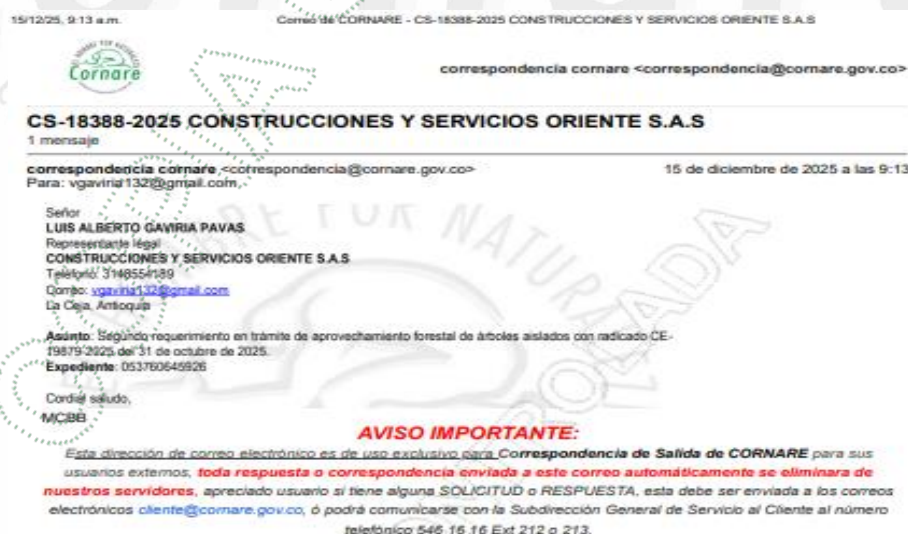 15/12/25, 9:13 a.m.
Correo de CORNARE - CS-18388-2025 CONSTRUCCIONES Y SERVICIOS ORIENTE S.A.S
Cornare
correspondencia cornare <correspondencia@cornare.gov.co>
CS-18388-2025 CONSTRUCCIONES Y SERVICIOS ORIENTE S.A.S
1 mensaje
correspondencia cornare <correspondencia@cornare.gov.co>
15 de diciembre de 2025 a las 9:13
Para: vgaviria132@gmail.com
Señor
LUIS ALBERTO GAVIRIA PAVAS
Representante legal
CONSTRUCCIONES Y SERVICIOS ORIENTE S.A.S
Teléfono: 3148554189
Correo: vgaviria132@gmail.com
La Ceja, Antioquia
Asunto: Segundo requerimiento en trámite de aprovechamiento forestal de árboles aislados con radicado CE-
19879-2025 del 31 de octubre de 2025.
Expediente: 053760645926
Cordial saludo,
MCBB
AVISO IMPORTANTE:
Esta dirección de correo electrónico es de uso exclusivo para Correspondencia de Salida de CORNARE para sus
usuarios externos, toda respuesta o correspondencia enviada a este correo automáticamente se eliminara de
nuestros servidores, apreciado usuario si tiene alguna SOLICITUD o RESPUESTA, esta debe ser enviada a los correos
electrónicos cliente@cornare.gov.co, ó podrá comunicarse con la Subdirección General de Servicio al Cliente al número
telefónico 546 16 16 Ext 212 o 213.